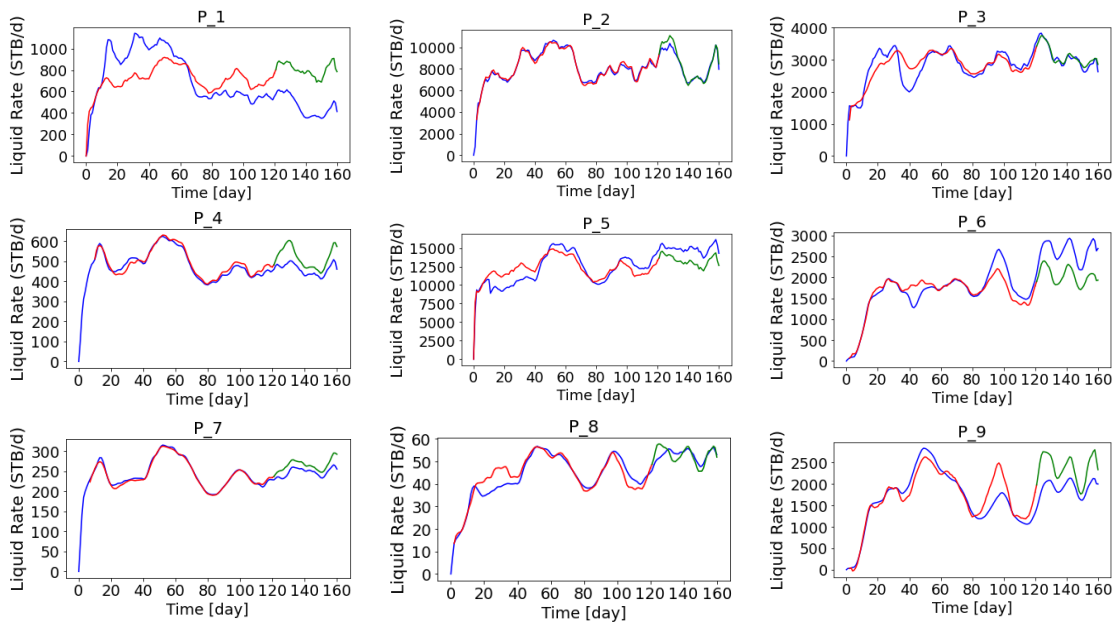 P_1
Liquid Rate (STB/d)
1000
800
600
400
200
0
0 20 40 60 80 100 120 140 160
Time [day]
P_2
Liquid Rate (STB/d)
10000
8000
6000
4000
2000
0
0 20 40 60 80 100 120 140 160
Time [day]
P_3
Liquid Rate (STB/d)
4000
3000
2000
1000
0
0 20 40 60 80 100 120 140 160
Time [day]
P_4
Liquid Rate (STB/d)
600
500
400
300
200
100
0
0 20 40 60 80 100 120 140 160
Time [day]
P_5
Liquid Rate (STB/d)
15000
12500
10000
7500
5000
2500
0
0 20 40 60 80 100 120 140 160
Time [day]
P_6
Liquid Rate (STB/d)
3000
2500
2000
1500
1000
500
0
0 20 40 60 80 100 120 140 160
Time [day]
P_7
Liquid Rate (STB/d)
300
250
200
150
100
50
0
0 20 40 60 80 100 120 140 160
Time [day]
P_8
Liquid Rate (STB/d)
60
50
40
30
20
10
0
0 20 40 60 80 100 120 140 160
Time [day]
P_9
Liquid Rate (STB/d)
2500
2000
1500
1000
500
0
0 20 40 60 80 100 120 140 160
Time [day]